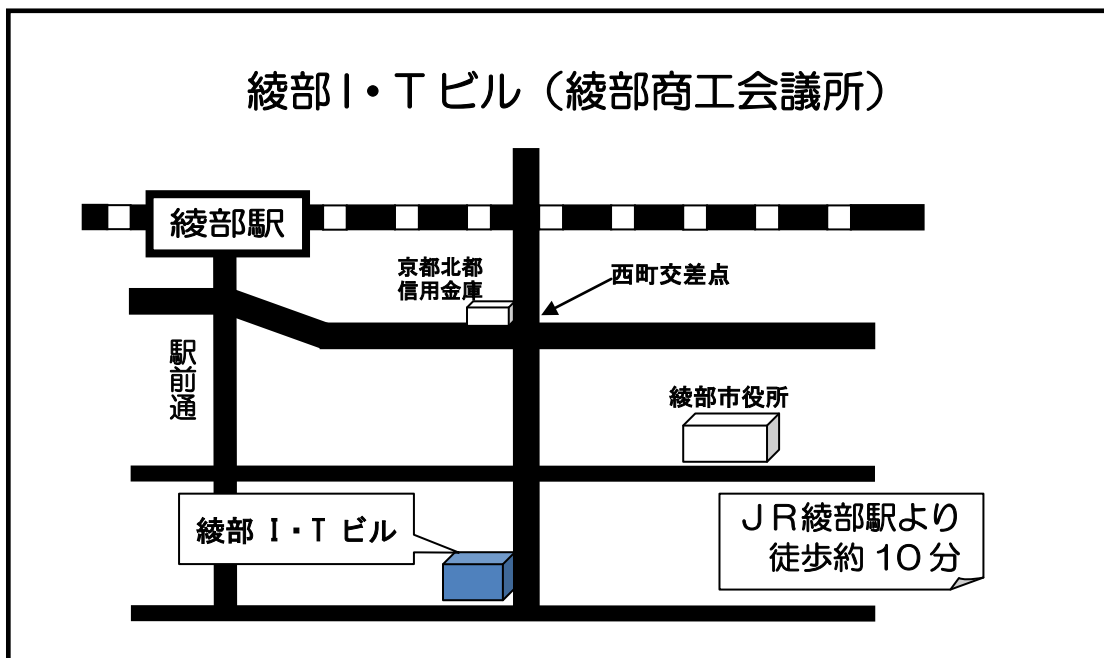 綾部I・Tビル（綾部商工会議所）
綾部駅
京都北都
信用金庫
西町交差点
駅前通
綾部市役所
綾部 I・T ビル
JR綾部駅より
徒歩約10分